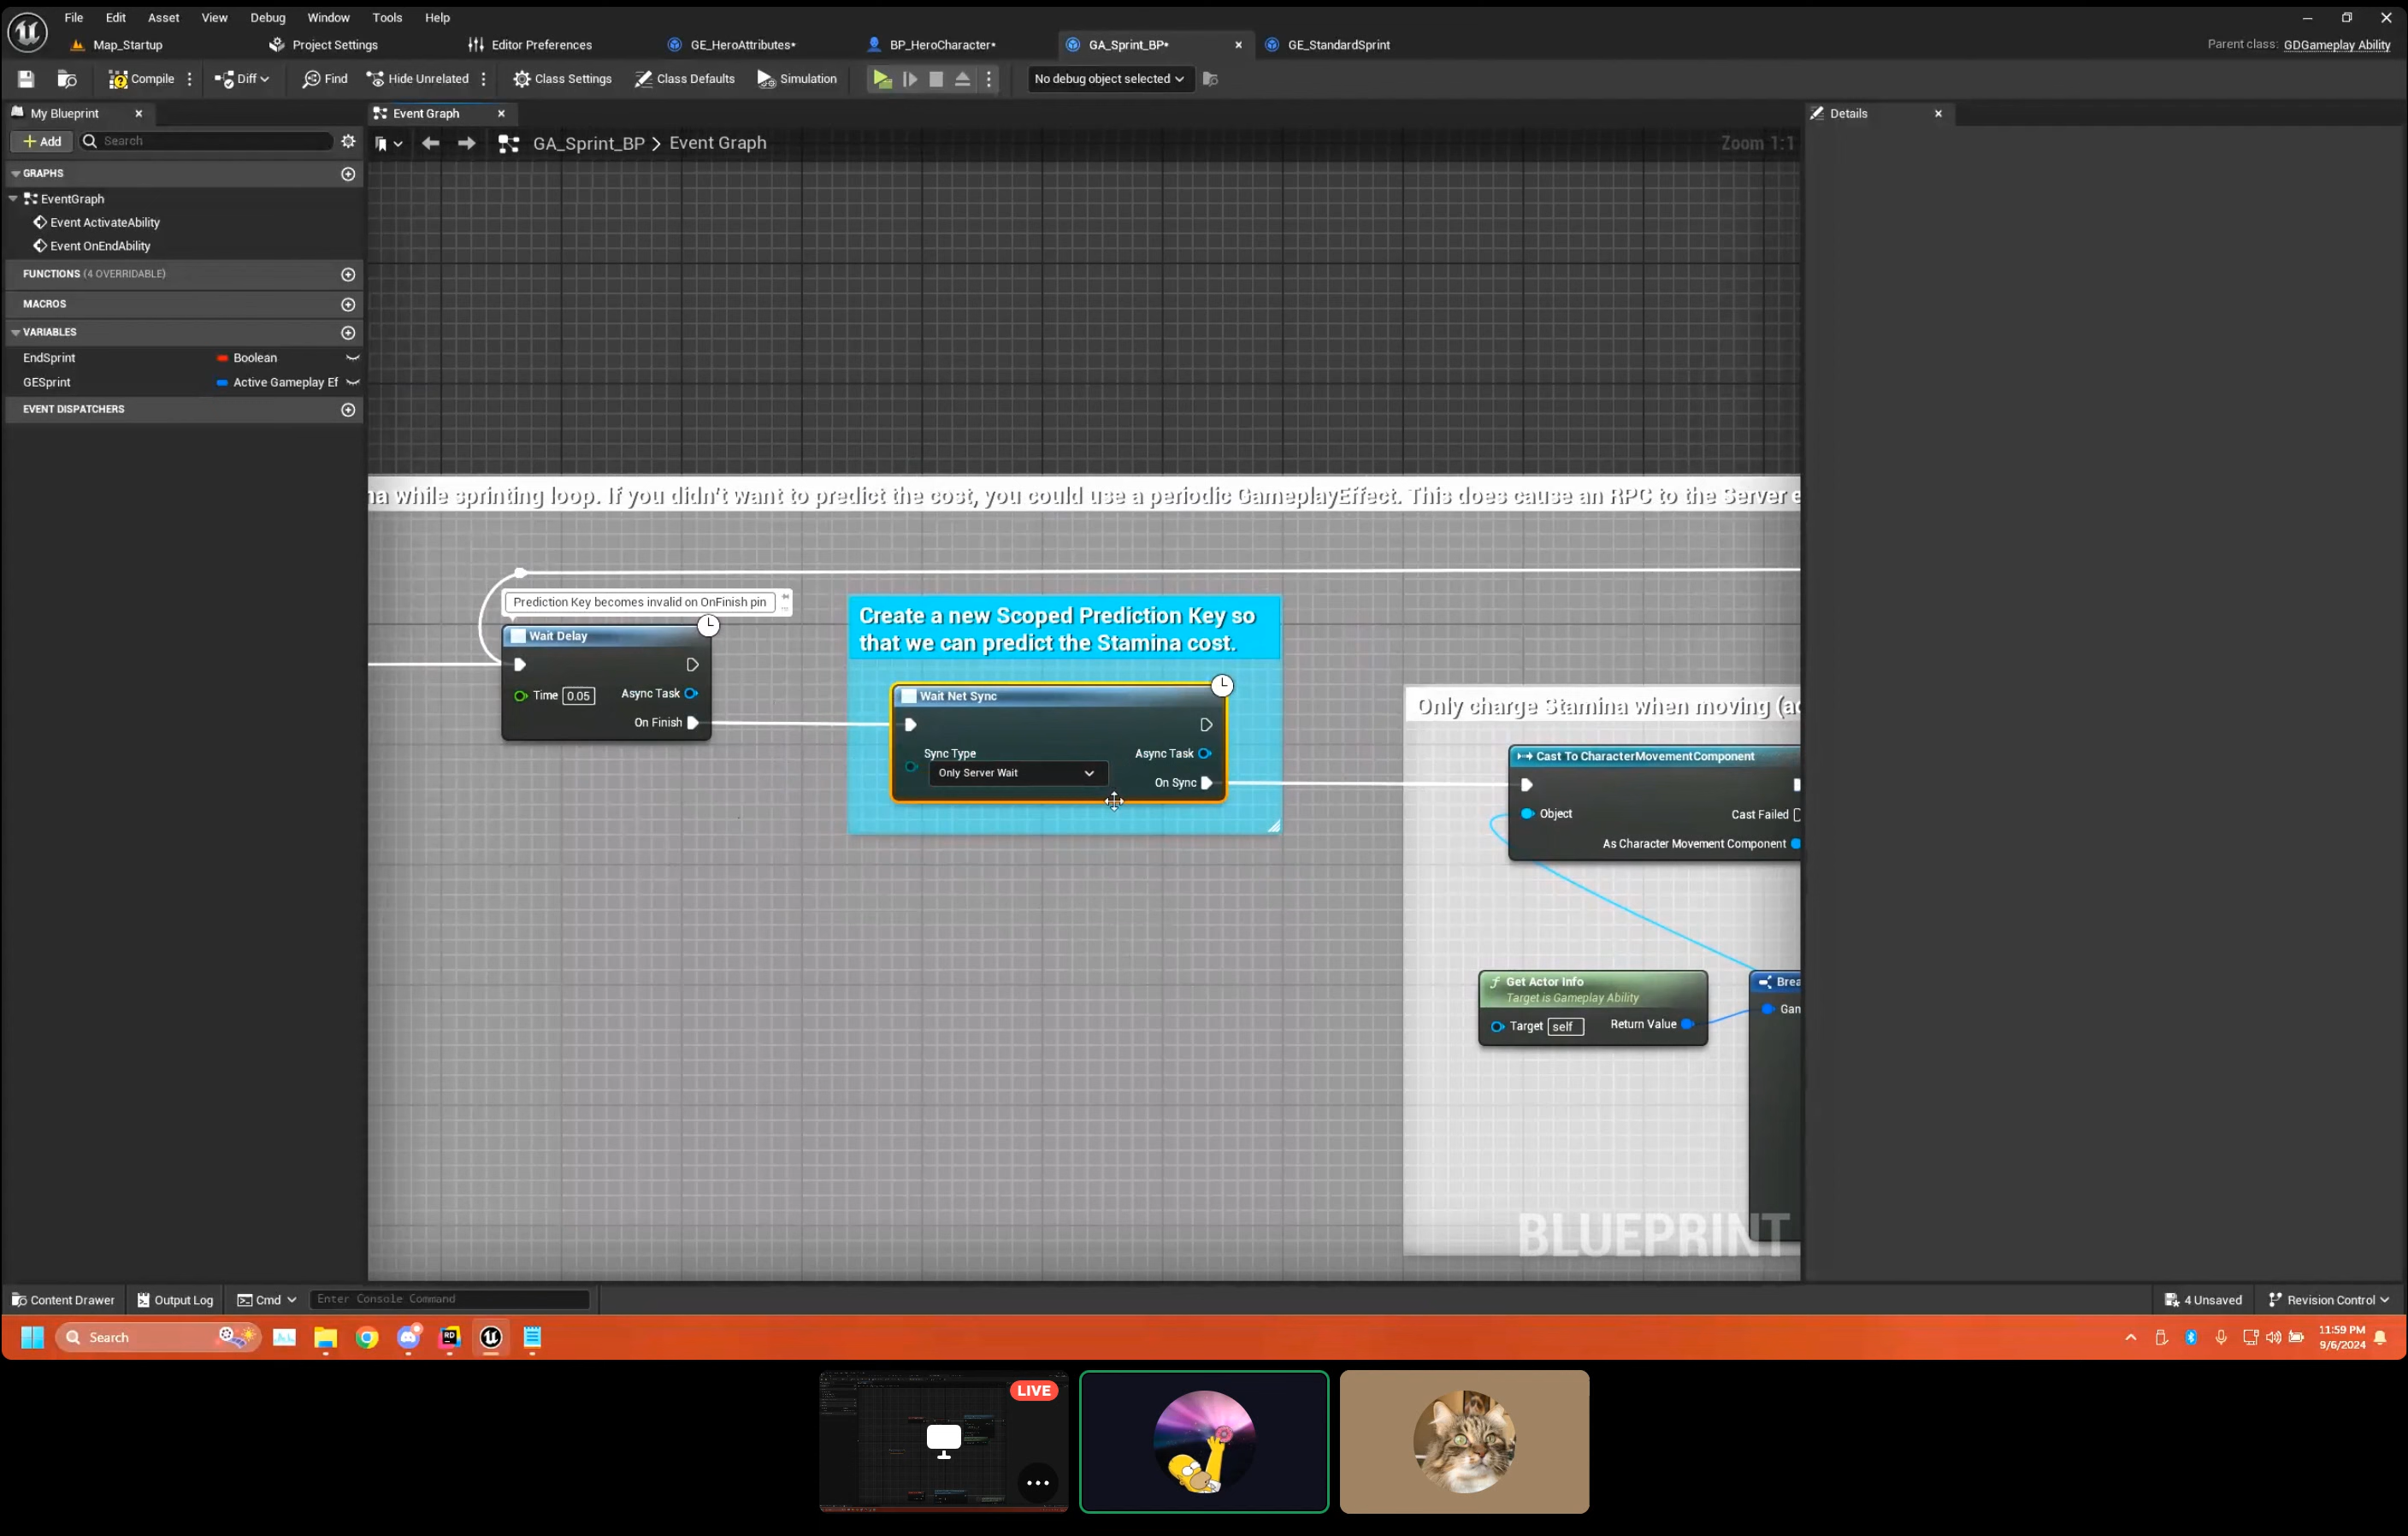 File Edit Asset View Debug Window Tools Help
Map_Startup Project Settings Editor Preferences GE_HeroAttributes* BP_HeroCharacter* GA_Sprint_BP* GE_StandardSprint
Parent class: GDGameplay Ability
Compile Diff Find Hide Unrelated Class Settings Class Defaults Simulation No debug object selected
My Blueprint
Event Graph
Details
Add Search
GA_Sprint_BP > Event Graph
Zoom 1:1
GRAPHS
EventGraph
Event ActivateAbility
Event OnEndAbility
FUNCTIONS (4 OVERRIDABLE)
MACROS
VARIABLES
EndSprint Boolean
GESprint Active Gameplay Ef
EVENT DISPATCHERS
na while sprinting loop. If you didn't want to predict the cost, you could use a periodic GameplayEffect. This does cause an RPC to the Server e
Prediction Key becomes invalid on OnFinish pin
Wait Delay
Time 0.05 Async Task
On Finish
Create a new Scoped Prediction Key so
that we can predict the Stamina cost.
Wait Net Sync
Sync Type
Only Server Wait
Async Task
On Sync
Only charge Stamina when moving (ac
Cast To CharacterMovementComponent
Object
Cast Failed
As Character Movement Component
Get Actor Info
Target is Gameplay Ability
Target self Return Value
Brea
Gam
BLUEPRINT
Content Drawer Output Log Cmd Enter Console Command
4 Unsaved Revision Control
Search
RD
11:59 PM
9/6/2024
LIVE